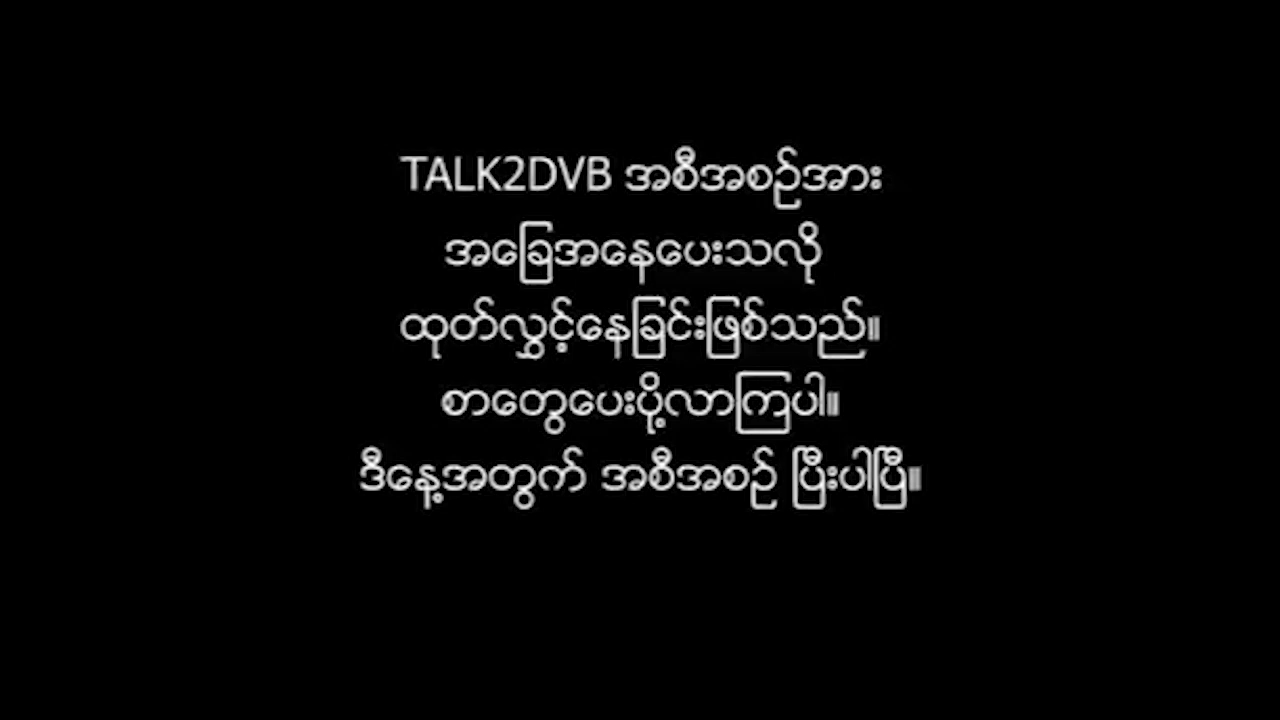 TALK2DVB အစီအစဉ်အား
အခြေအနေပေးသလို
ထုတ်လွှင့်နေခြင်းဖြစ်သည်။
စာတွေပေးပို့လာကြပါ။
ဒီနေ့အတွက် အစီအစဉ် ပြီးပါပြီ။